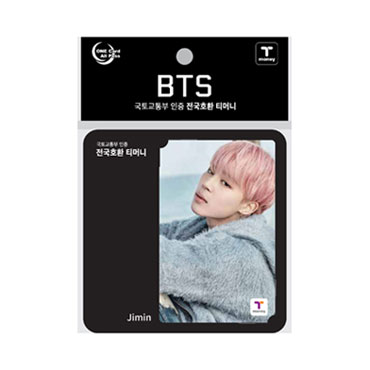 ONE Card
All Pass
T
money
BTS
국토교통부 인증 전국호환 티머니
국토교통부 인증
전국호환 티머니
Jimin
T
money